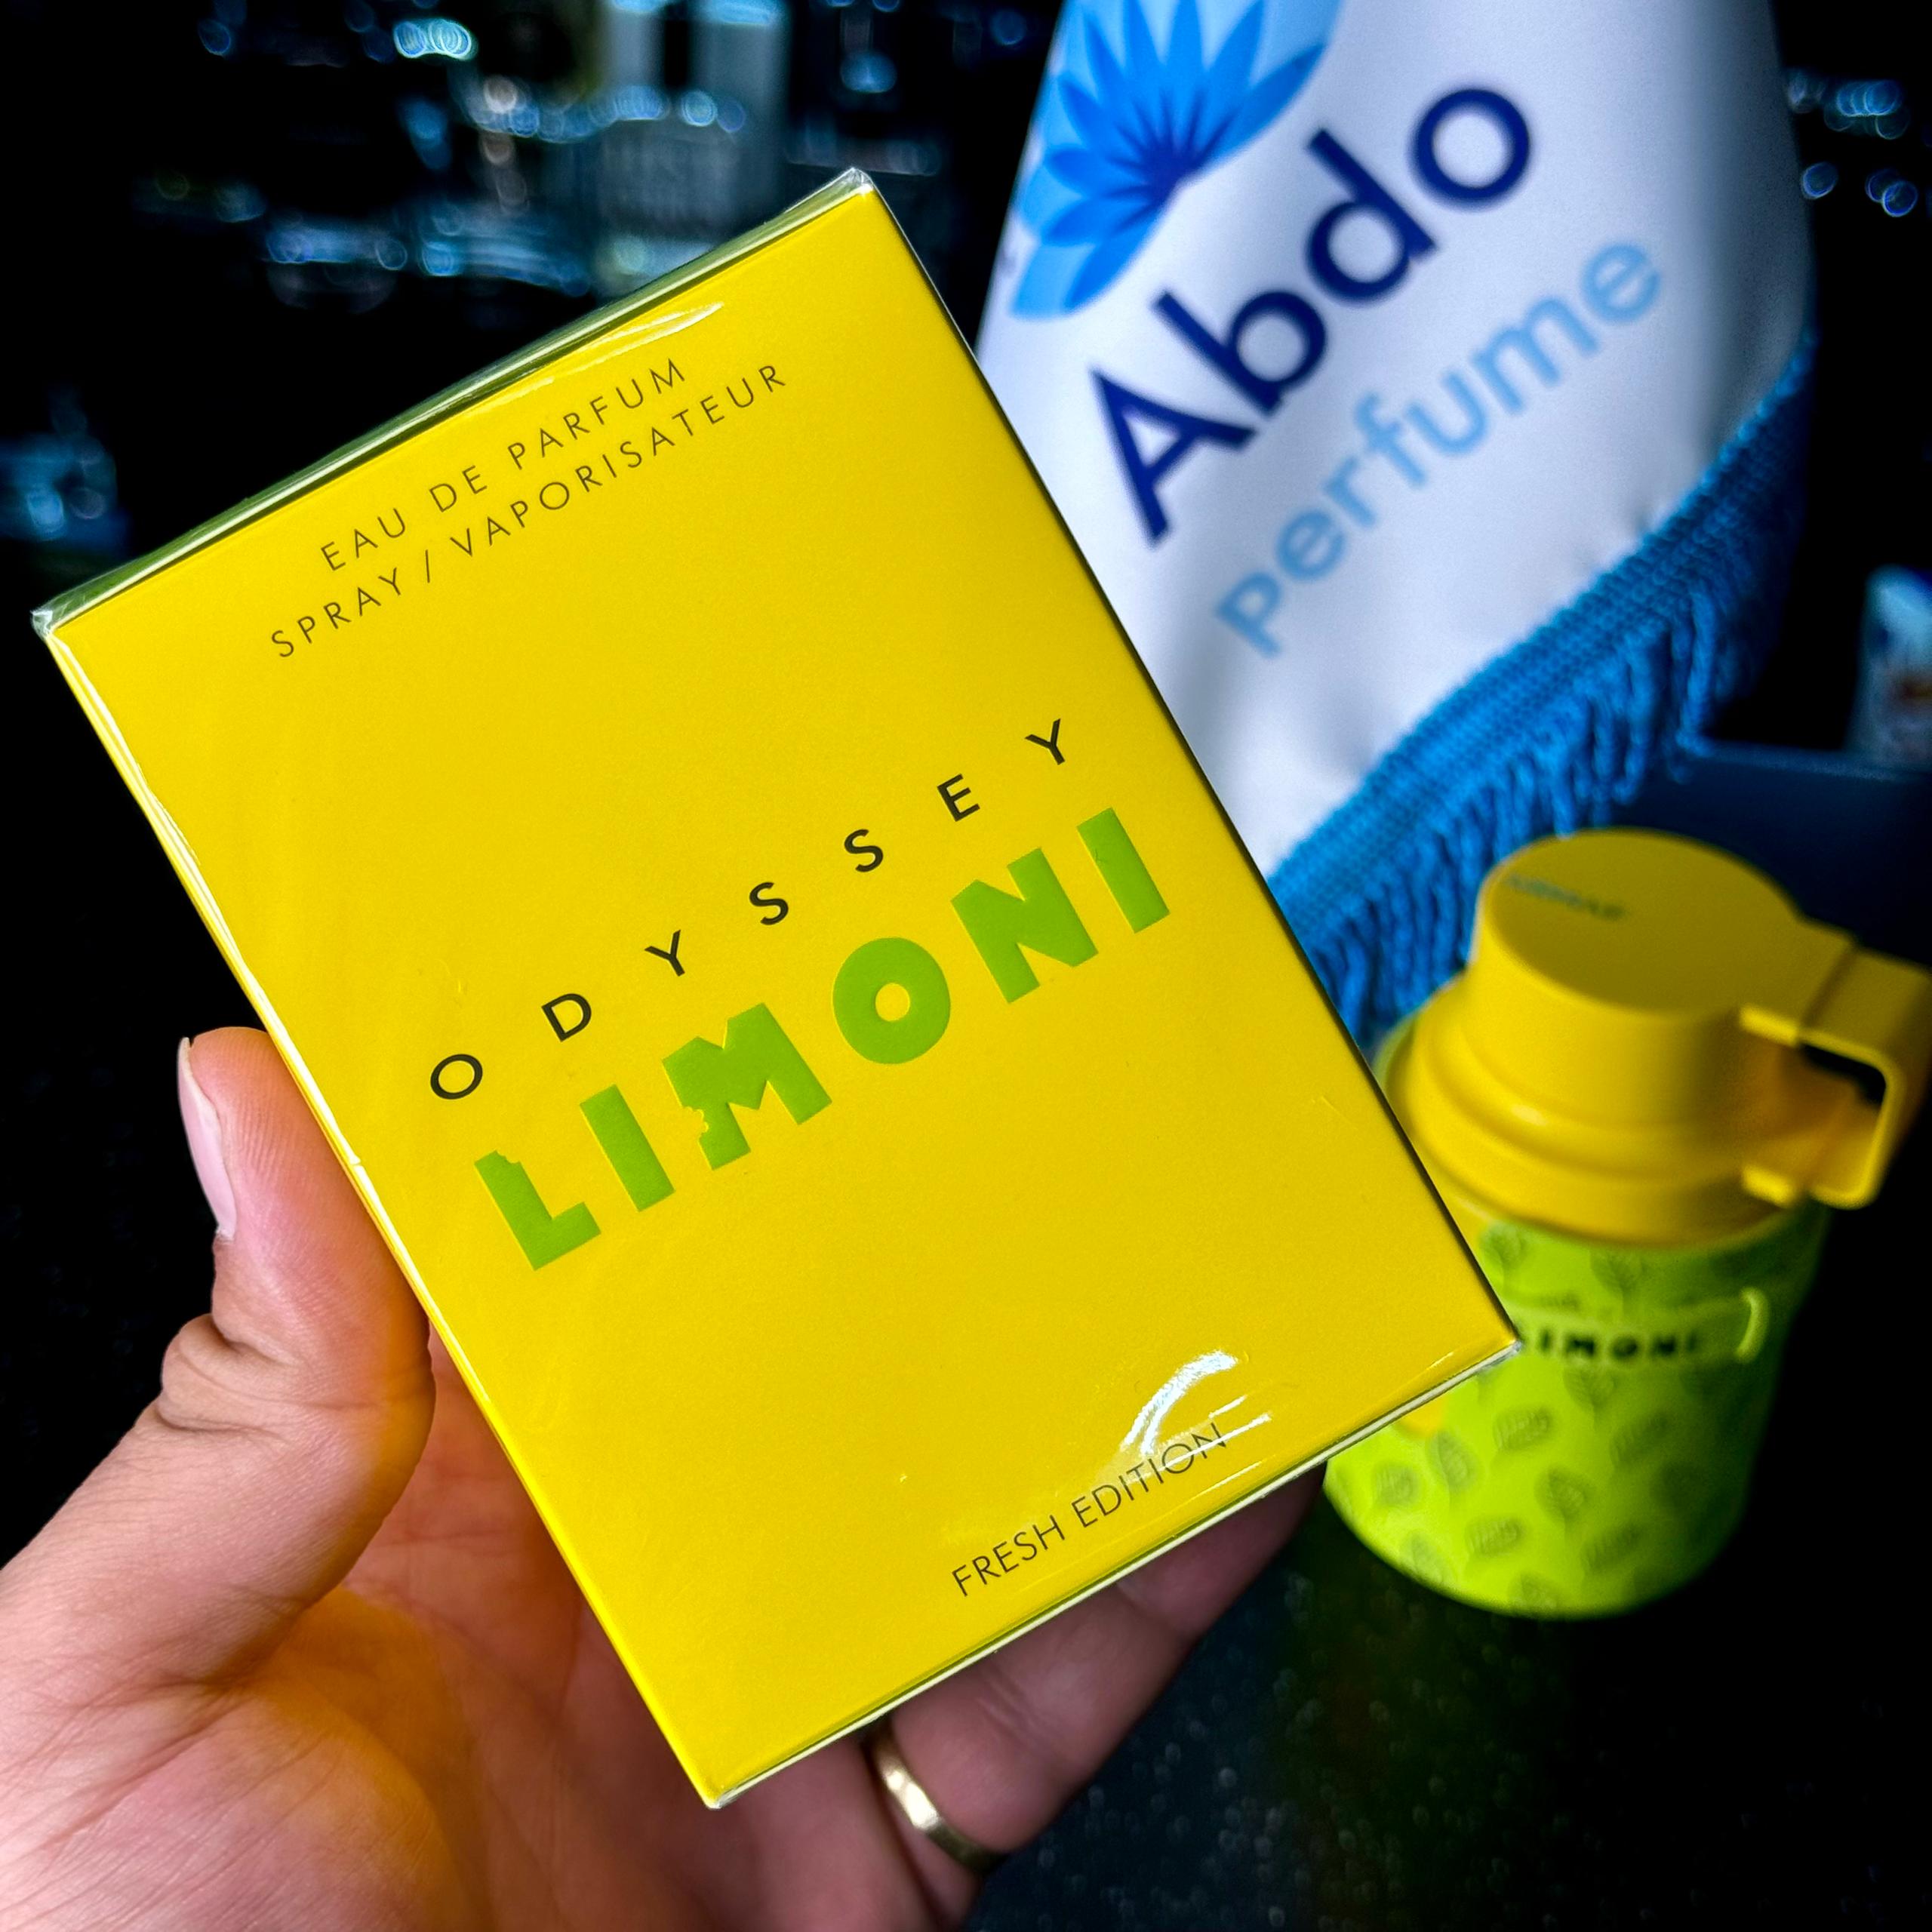 EAU DE PARFUM
SPRAY / VAPORISATEUR
ODYSSEY
LIMONI
FRESH EDITION
Abdo
Perfume
LIMONI